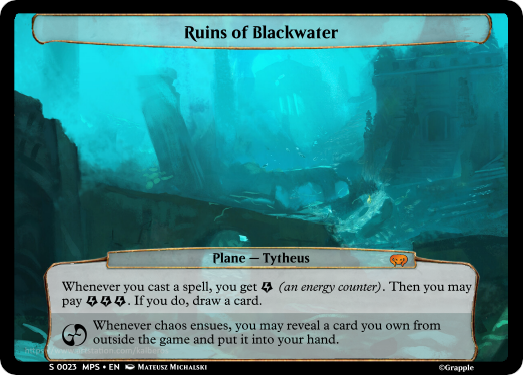 Ruins of Blackwater
Plane — Tytheus
Whenever you cast a spell, you get (an energy counter). Then you may
pay . If you do, draw a card.
Whenever chaos ensues, you may reveal a card you own from
outside the game and put it into your hand.
S 0023 MPS • EN Mateusz Michalski
©Grapple